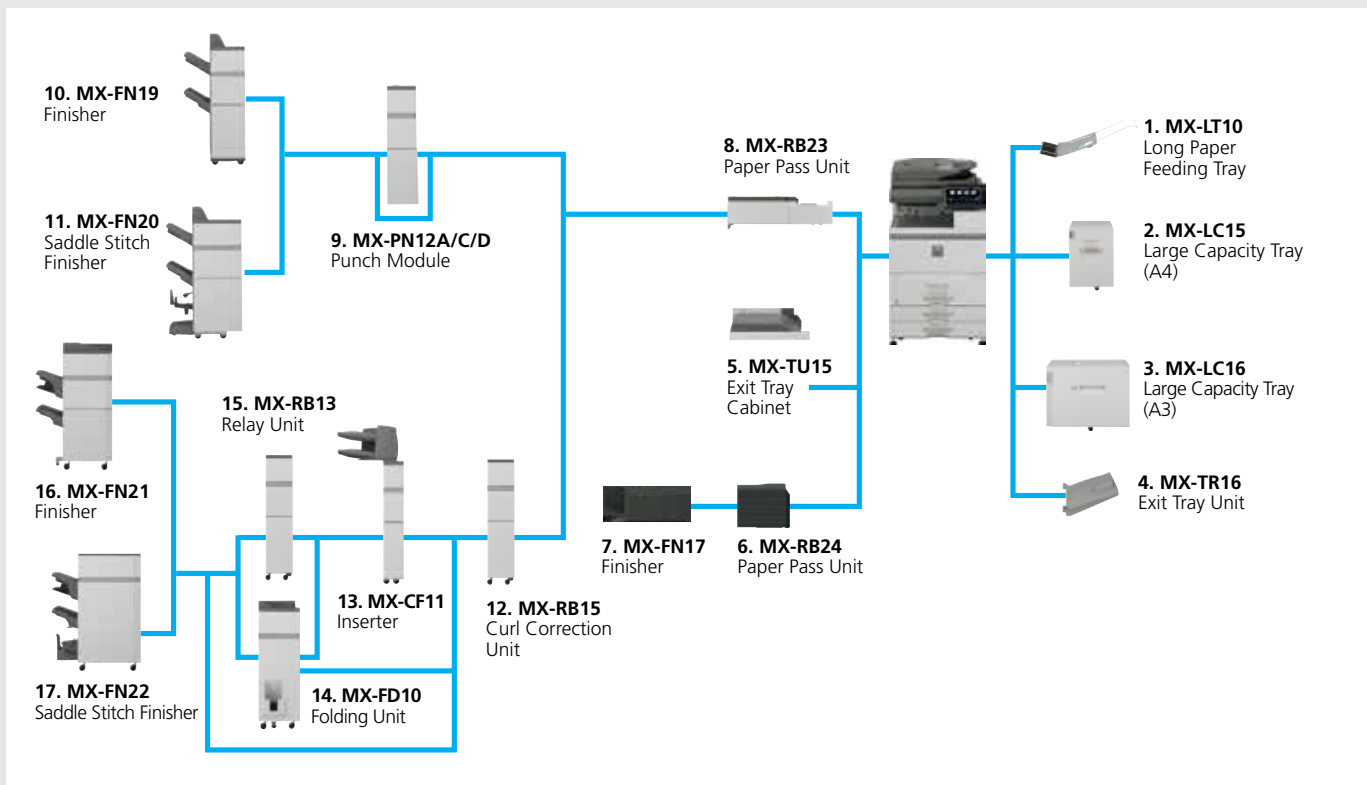 10. MX-FN19
Finisher
11. MX-FN20
Saddle Stitch
Finisher
9. MX-PN12A/C/D
Punch Module
8. MX-RB23
Paper Pass Unit
1. MX-LT10
Long Paper
Feeding Tray
2. MX-LC15
Large Capacity Tray
(A4)
5. MX-TU15
Exit Tray
Cabinet
3. MX-LC16
Large Capacity Tray
(A3)
4. MX-TR16
Exit Tray Unit
7. MX-FN17
Finisher
6. MX-RB24
Paper Pass Unit
15. MX-RB13
Relay Unit
16. MX-FN21
Finisher
13. MX-CF11
Inserter
12. MX-RB15
Curl Correction
Unit
17. MX-FN22
Saddle Stitch Finisher
14. MX-FD10
Folding Unit